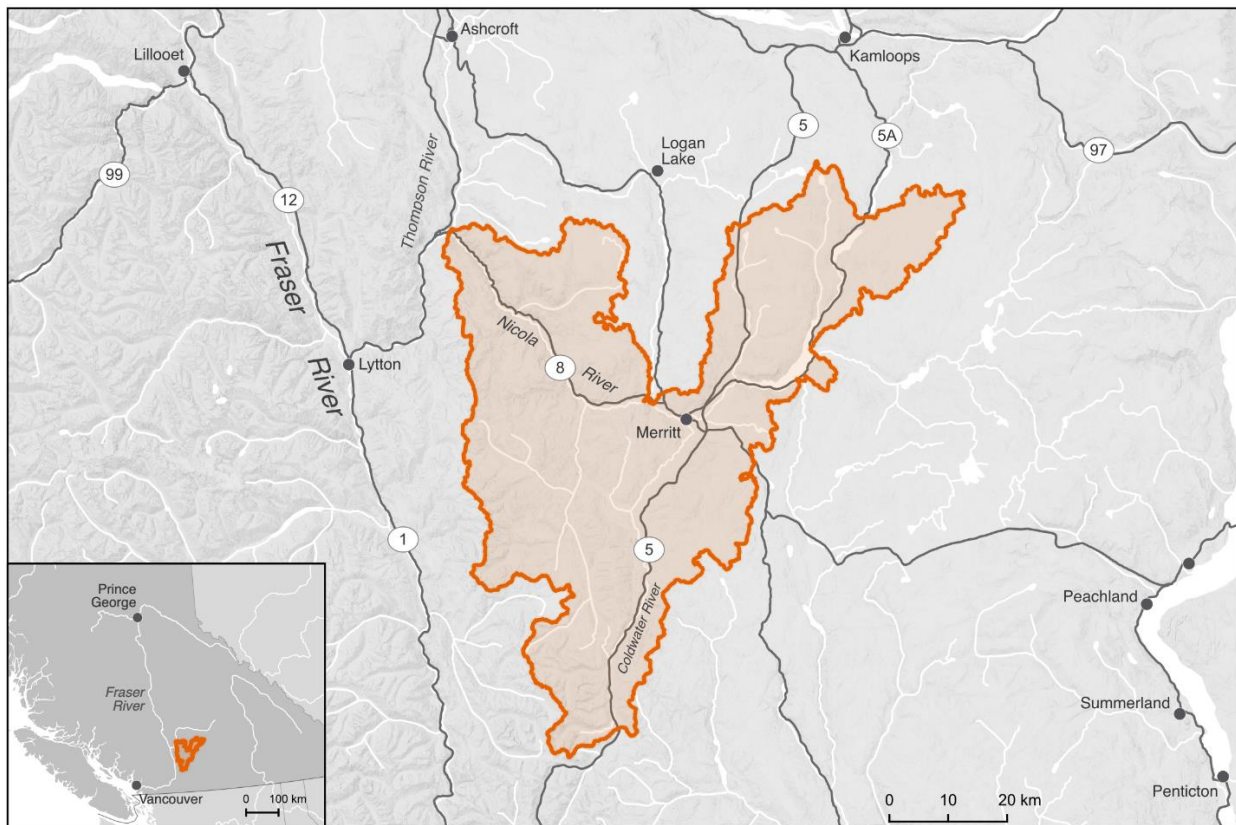 Ashcroft
Lillooet
Kamloops
5
5A
97
Logan
Lake
99
12
Thompson River
Fraser
River
Nicola
River
8
Lytton
Merritt
1
5
Coldwater River
Peachland
Summerland
Penticton
0 10 20 km
Prince
George
Fraser
River
Vancouver
0 100 km